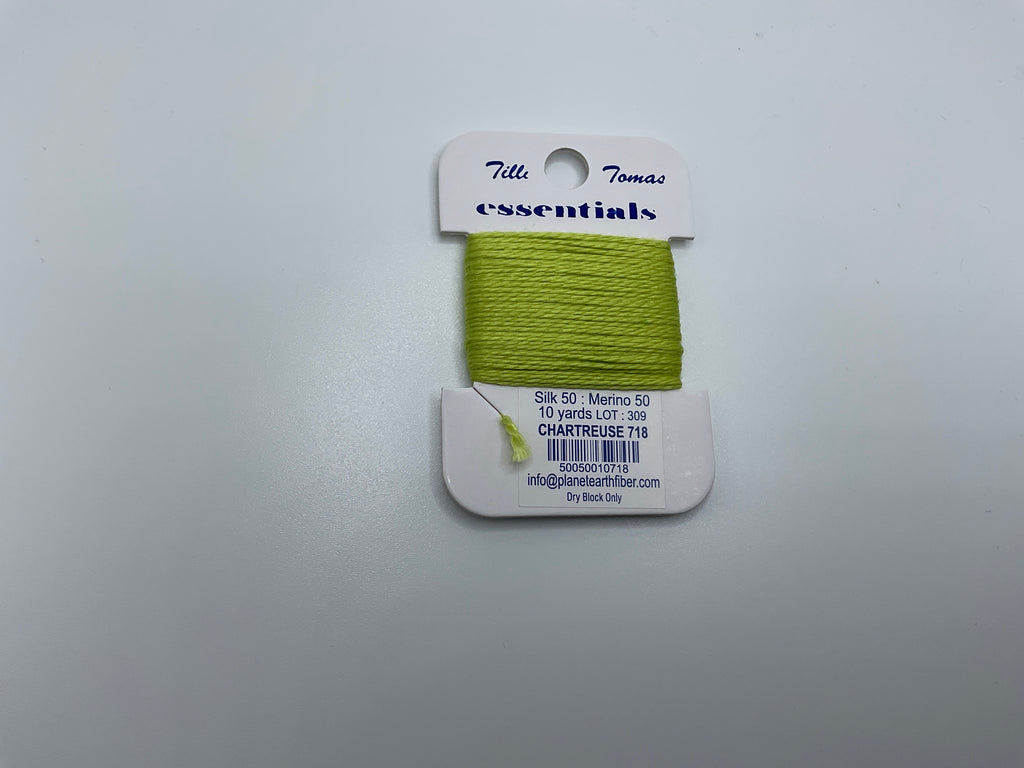 Tilli Tomas
essentials
Silk 50 : Merino 50
10 yards LOT : 309
CHARTREUSE 718
50050010718
info@planetearthfiber.com
Dry Block Only